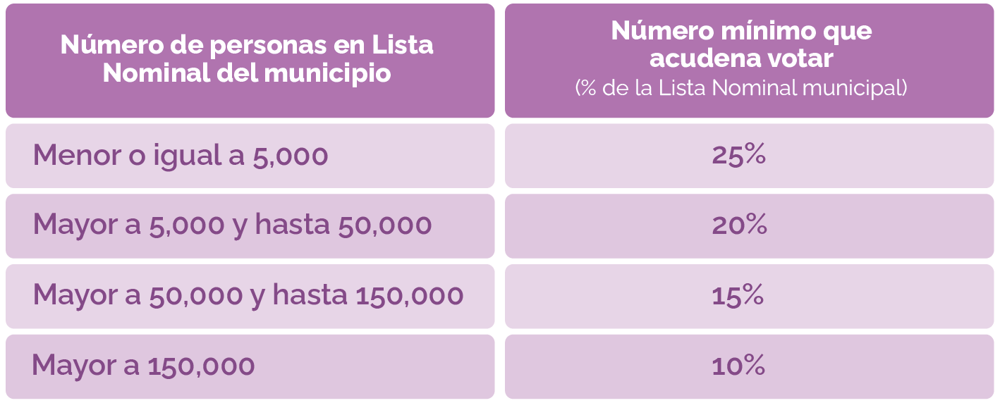 Número de personas en Lista
Nominal del municipio
Número mínimo que
acudena votar
(% de la Lista Nominal municipal)
Menor o igual a 5,000
25%
Mayor a 5,000 y hasta 50,000
20%
Mayor a 50,000 y hasta 150,000
15%
Mayor a 150,000
10%